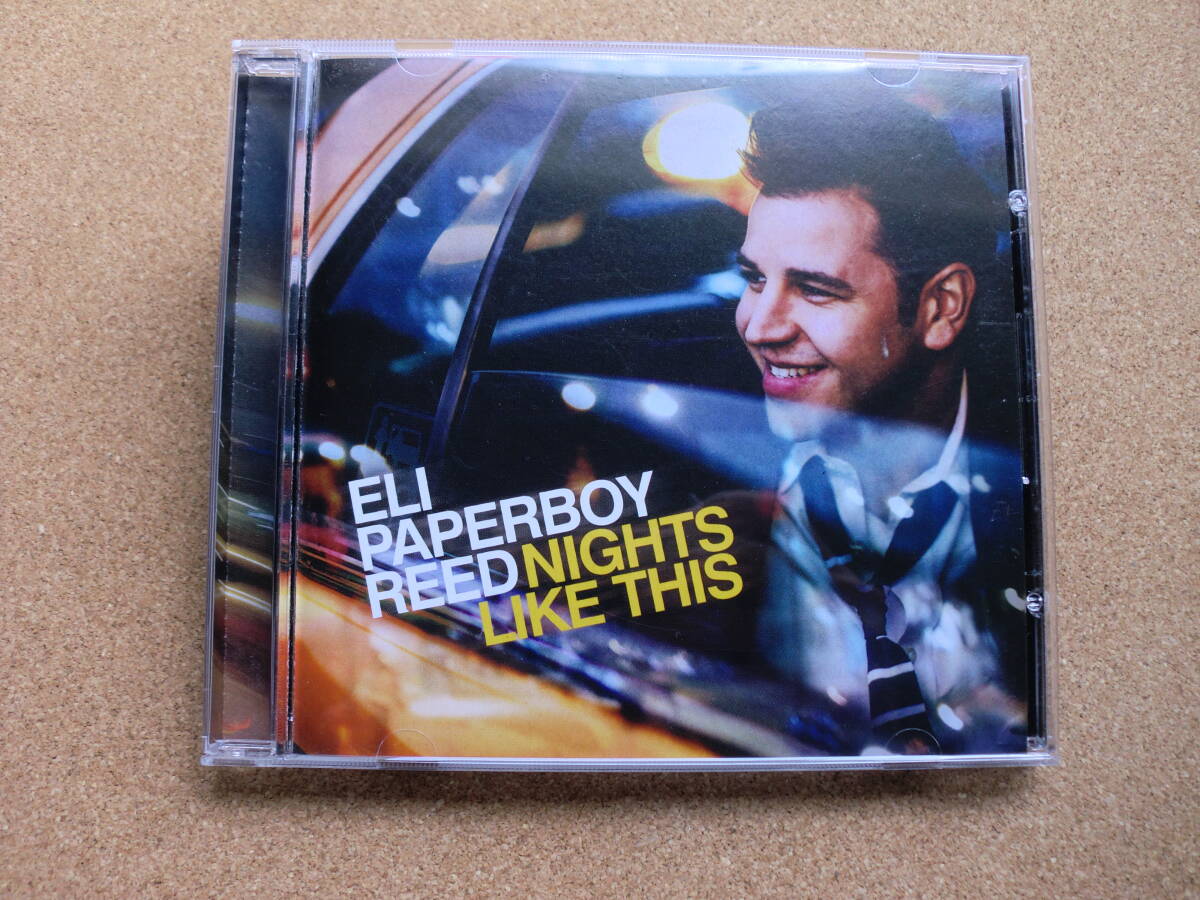 ELI
PAPERBOY
REED NIGHTS
LIKE THIS